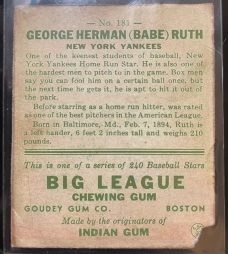 — No. 181 —
GEORGE HERMAN (BABE) RUTH
NEW YORK YANKEES
One of the keenest students of baseball, New
York Yankees Home Run Star. He is also one of
the hardest men to pitch to in the game. Box men
say you can fool him on a certain ball once, but
the next time he gets it, he is apt to hit it out of
the park.
Before starring as a home run hitter, was rated
as one of the best pitchers in the American League.
Born in Baltimore, Md., Feb. 7, 1894, Ruth is
a left hander, 6 feet 2 inches tall and weighs 210
pounds.
This is one of a series of 240 Baseball Stars
BIG LEAGUE
CHEWING GUM
GOUDEY GUM CO. BOSTON
Made by the originators of
INDIAN GUM